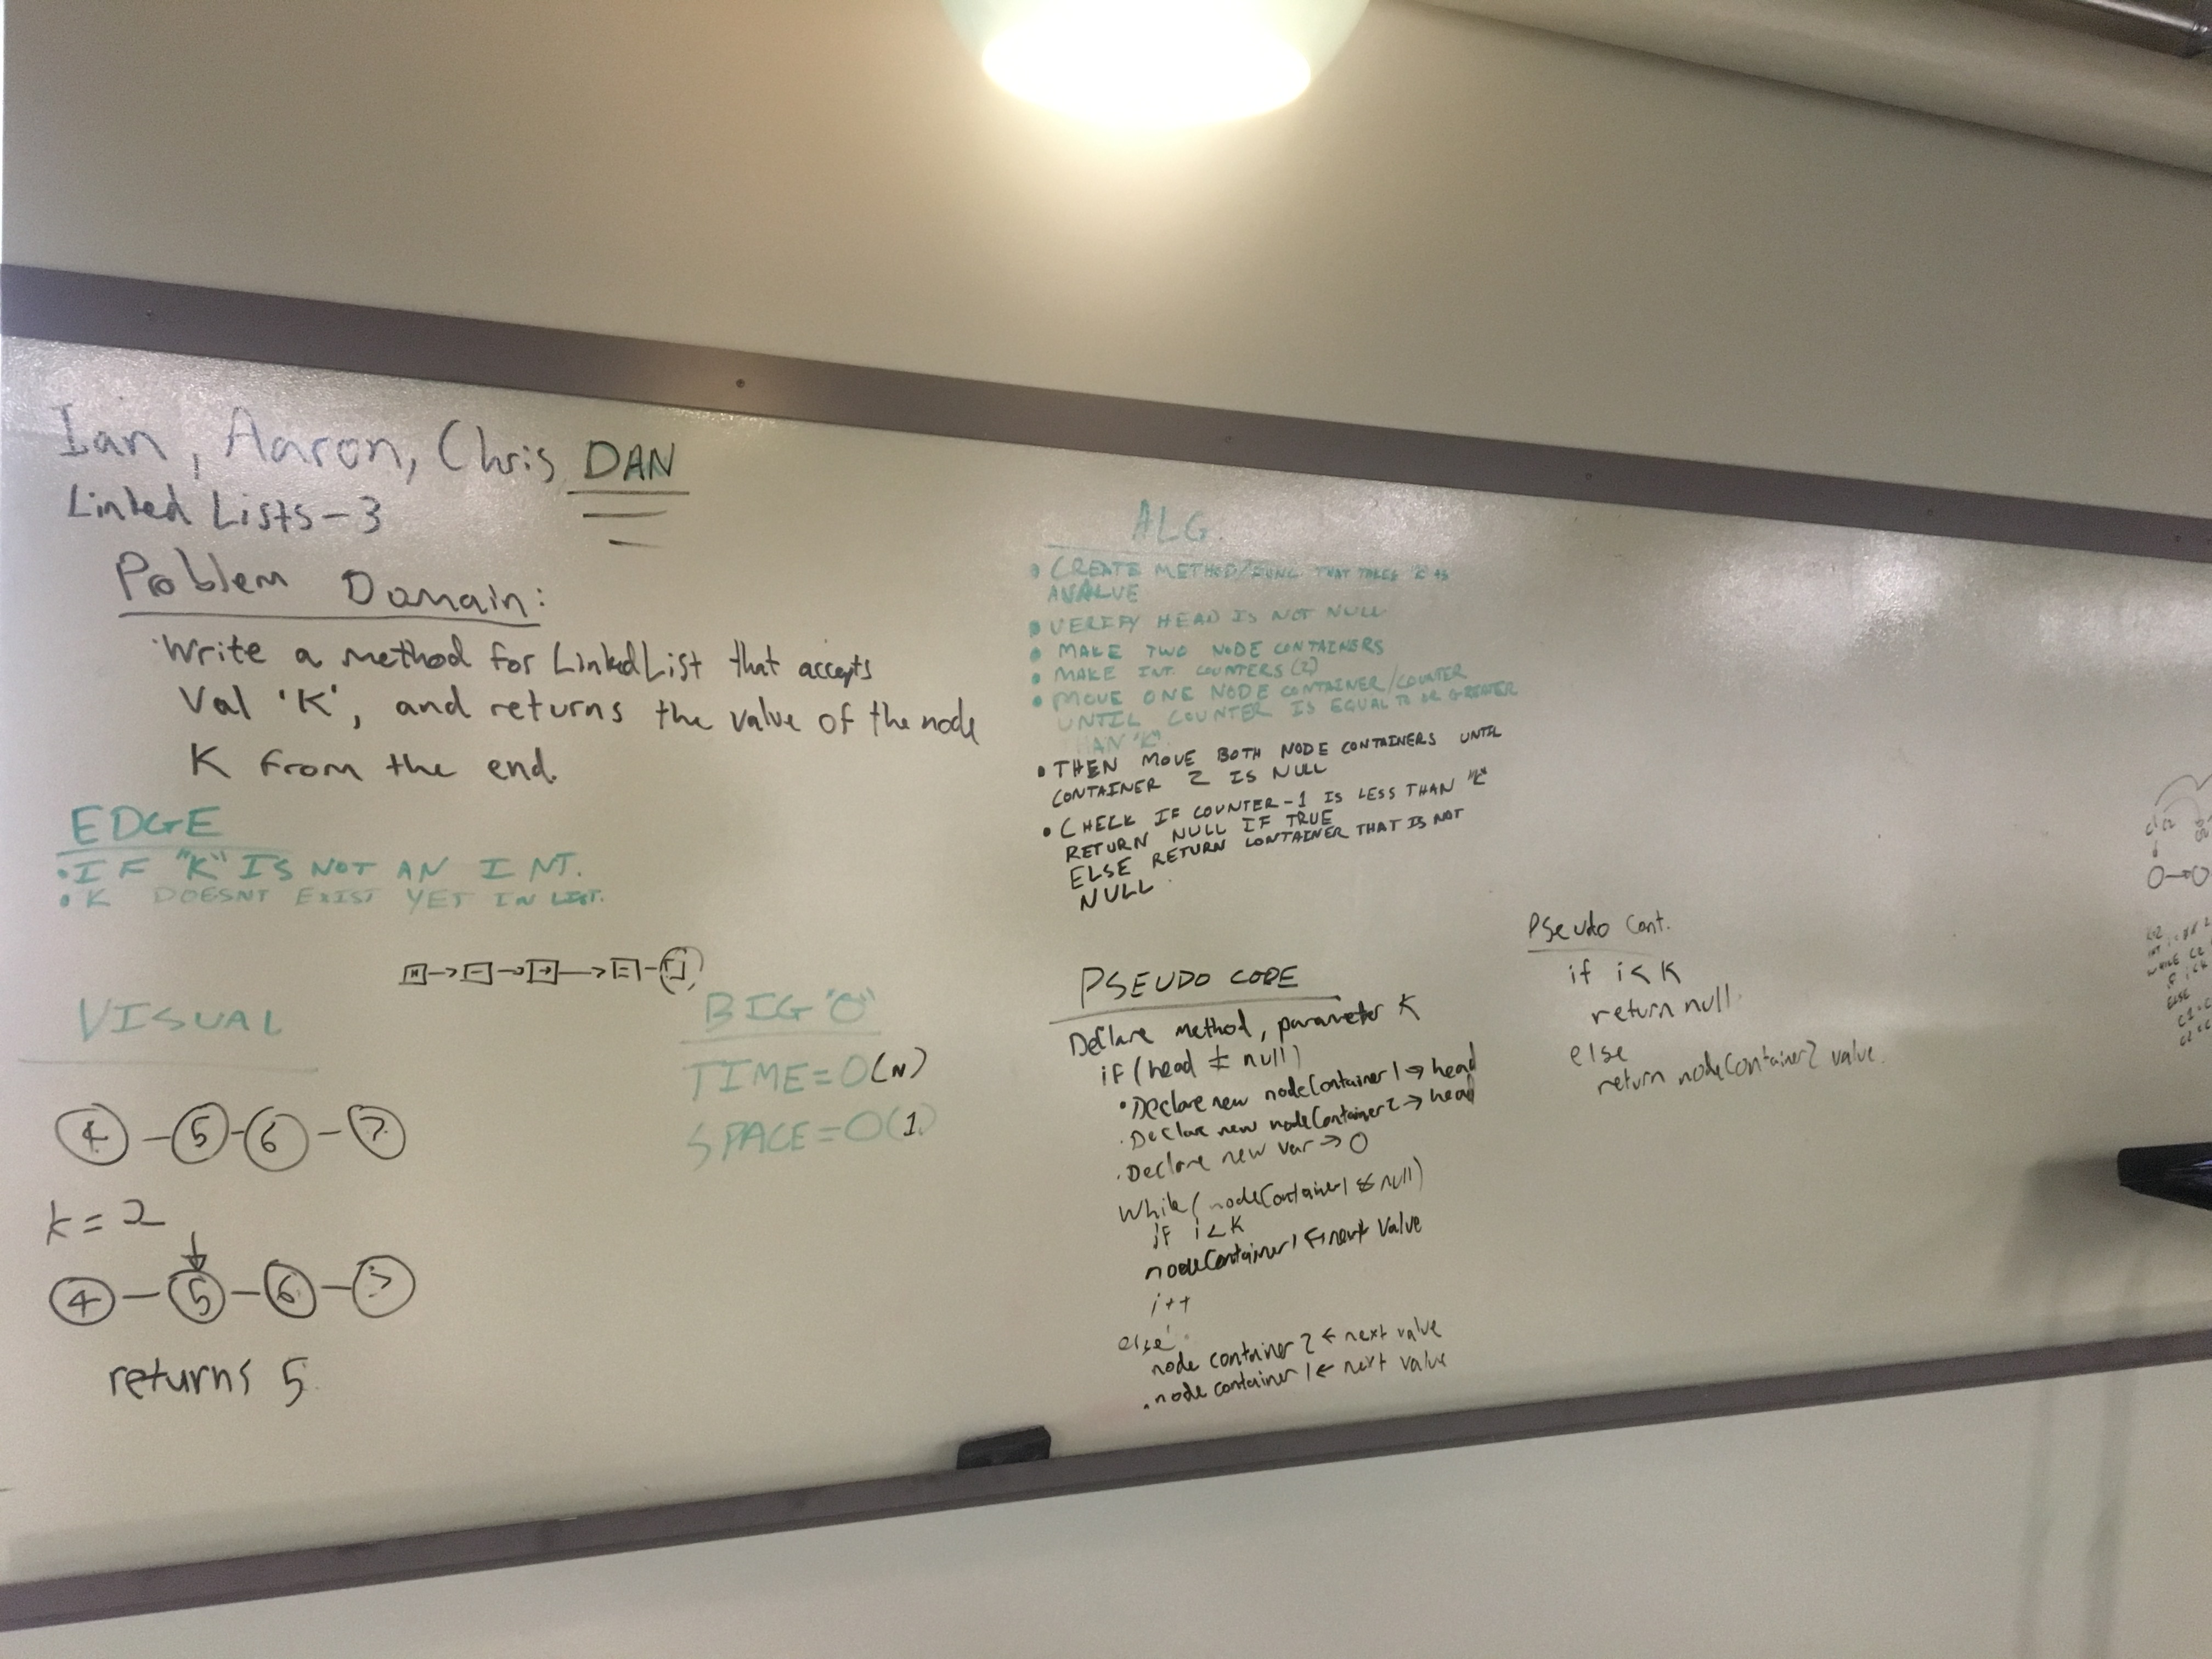 Ian, Aaron, Chris, DAN
Linked Lists-3
Problem Domain:
Write a method for LinkedList that accepts
Val 'K', and returns the value of the node
K from the end.
EDGE
• IF "K" IS NOT AN INT.
• K DOESNT EXIST YET IN LIST.
VISUAL
4 - 5 - 6 - 7
k = 2
4 - 5 - 6 - 7
returns 5
BIG "O"
TIME = O(N)
SPACE = O(1)
ALG.
• CREATE METHOD/FUNC. THAT TAKES "K" AS
A VALUE
• VERIFY HEAD IS NOT NULL
• MAKE TWO NODE CONTAINERS
• MAKE INT. COUNTERS (2)
• MOVE ONE NODE CONTAINER/COUNTER
UNTIL COUNTER IS EQUAL TO OR GREATER
THAN "K".
• THEN MOVE BOTH NODE CONTAINERS UNTIL
CONTAINER 2 IS NULL
• CHECK IF COUNTER-1 IS LESS THAN "K"
RETURN NULL IF TRUE
ELSE RETURN CONTAINER THAT IS NOT
NULL.
PSEUDO CODE
Declare method, parameter K
if (head ≠ null)
• Declare new nodeContainer1 → head
. Declare new nodeContainer2 → head
. Declare new var → 0
While (nodeContainer1 null)
if i < K
nodeContainer1 ← next value
i++
else
node container 2 ← next value
. node container 1 ← next value
Pseudo Cont.
if i < K
return null
else
return nodeContainer2 value.
ELSE